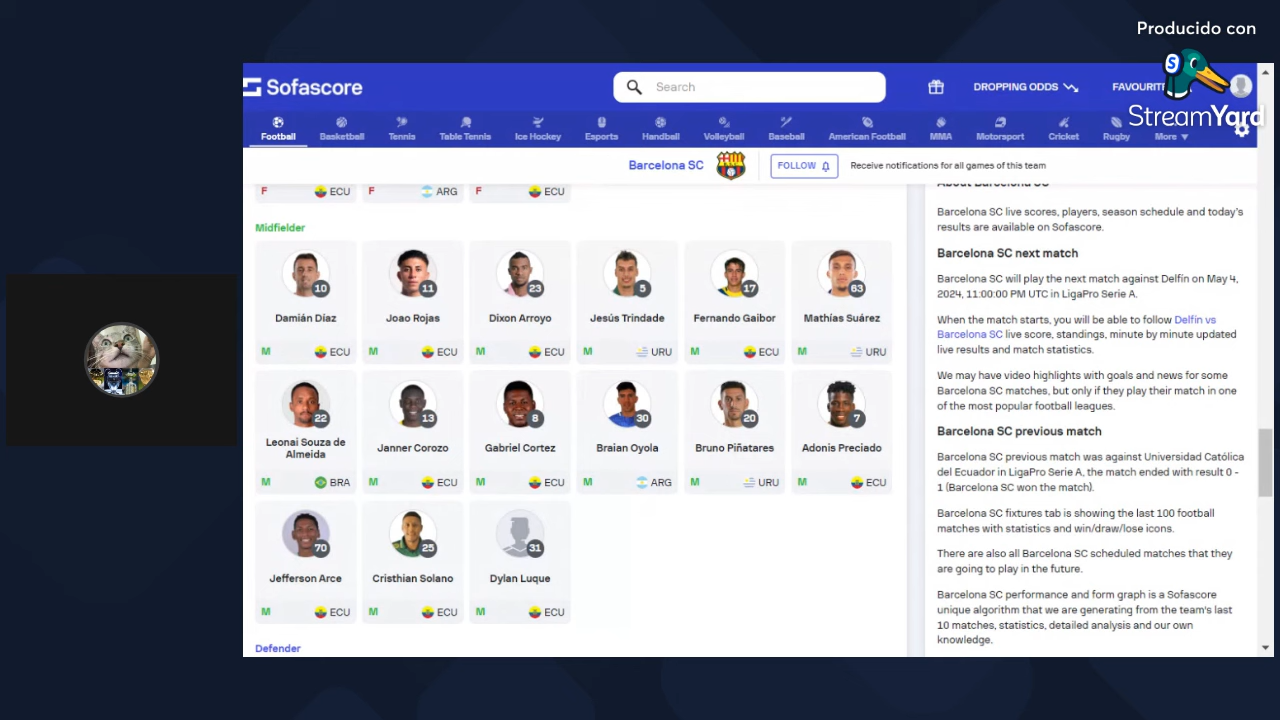 Producido con
StreamYard
Sofascore
Search
DROPPING ODDS
FAVOURIT
Football
Basketball
Tennis
Table Tennis
Ice Hockey
Esports
Handball
Volleyball
Baseball
American Football
MMA
Motorsport
Cricket
Rugby
More
Barcelona SC
FOLLOW
Receive notifications for all games of this team
F ECU
F ARG
F ECU
Midfielder
10
Damián Díaz
M ECU
11
Joao Rojas
M ECU
23
Dixon Arroyo
M ECU
5
Jesús Trindade
M URU
17
Fernando Gaibor
M ECU
63
Mathías Suárez
M URU
22
Leonai Souza de
Almeida
M BRA
13
Janner Corozo
M ECU
8
Gabriel Cortez
M ECU
30
Braian Oyola
M ARG
20
Bruno Piñatares
M URU
7
Adonis Preciado
M ECU
70
Jefferson Arce
M ECU
25
Cristhian Solano
M ECU
31
Dylan Luque
M ECU
Defender
About Barcelona SC
Barcelona SC live scores, players, season schedule and today's
results are available on Sofascore.
Barcelona SC next match
Barcelona SC will play the next match against Delfín on May 4,
2024, 11:00:00 PM UTC in LigaPro Serie A.
When the match starts, you will be able to follow Delfín vs
Barcelona SC live score, standings, minute by minute updated
live results and match statistics.
We may have video highlights with goals and news for some
Barcelona SC matches, but only if they play their match in one
of the most popular football leagues.
Barcelona SC previous match
Barcelona SC previous match was against Universidad Católica
del Ecuador in LigaPro Serie A, the match ended with result 0 -
1 (Barcelona SC won the match).
Barcelona SC fixtures tab is showing the last 100 football
matches with statistics and win/draw/lose icons.
There are also all Barcelona SC scheduled matches that they
are going to play in the future.
Barcelona SC performance and form graph is a Sofascore
unique algorithm that we are generating from the team's last
10 matches, statistics, detailed analysis and our own
knowledge.